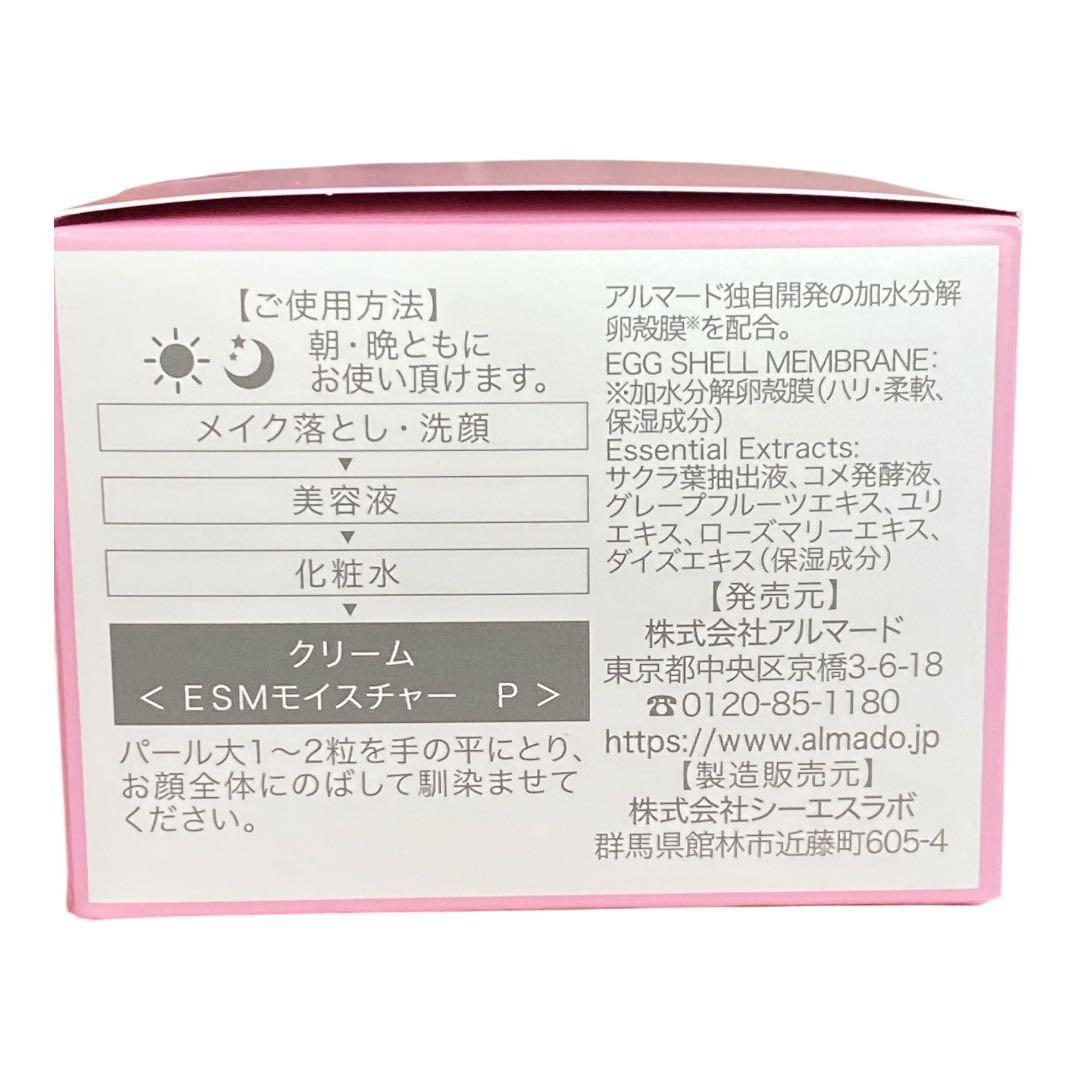 【ご使用方法】
朝・晩ともに
お使い頂けます。
メイク落とし・洗顔
▼
美容液
▼
化粧水
▼
クリーム
＜ESMモイスチャー　P＞
パール大1〜2粒を手の平にとり、
お顔全体にのばして馴染ませて
ください。
アルマード独自開発の加水分解
卵殻膜※を配合。
EGG SHELL MEMBRANE:
※加水分解卵殻膜(ハリ・柔軟、
保湿成分)
Essential Extracts:
サクラ葉抽出液、コメ発酵液、
グレープフルーツエキス、ユリ
エキス、ローズマリーエキス、
ダイズエキス(保湿成分)
【発売元】
株式会社アルマード
東京都中央区京橋3-6-18
☎0120-85-1180
https://www.almado.jp
【製造販売元】
株式会社シーエスラボ
群馬県館林市近藤町605-4